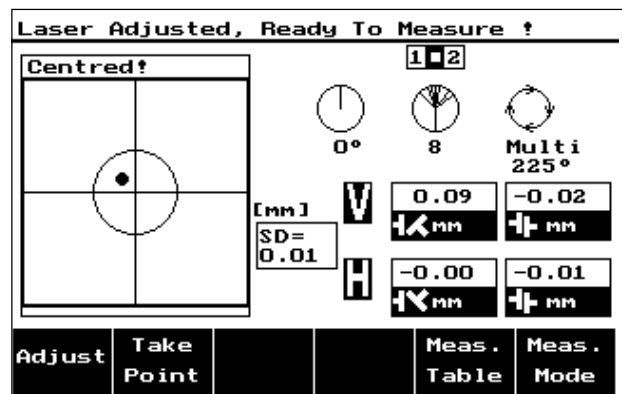 Laser Adjusted, Ready To Measure !
1 2
Centred!
0° 8 Multi
225°
[mm]
SD=
0.01
V 0.09 -0.02
mm mm
H -0.00 -0.01
mm mm
Adjust Take Point Meas. Table Meas. Mode